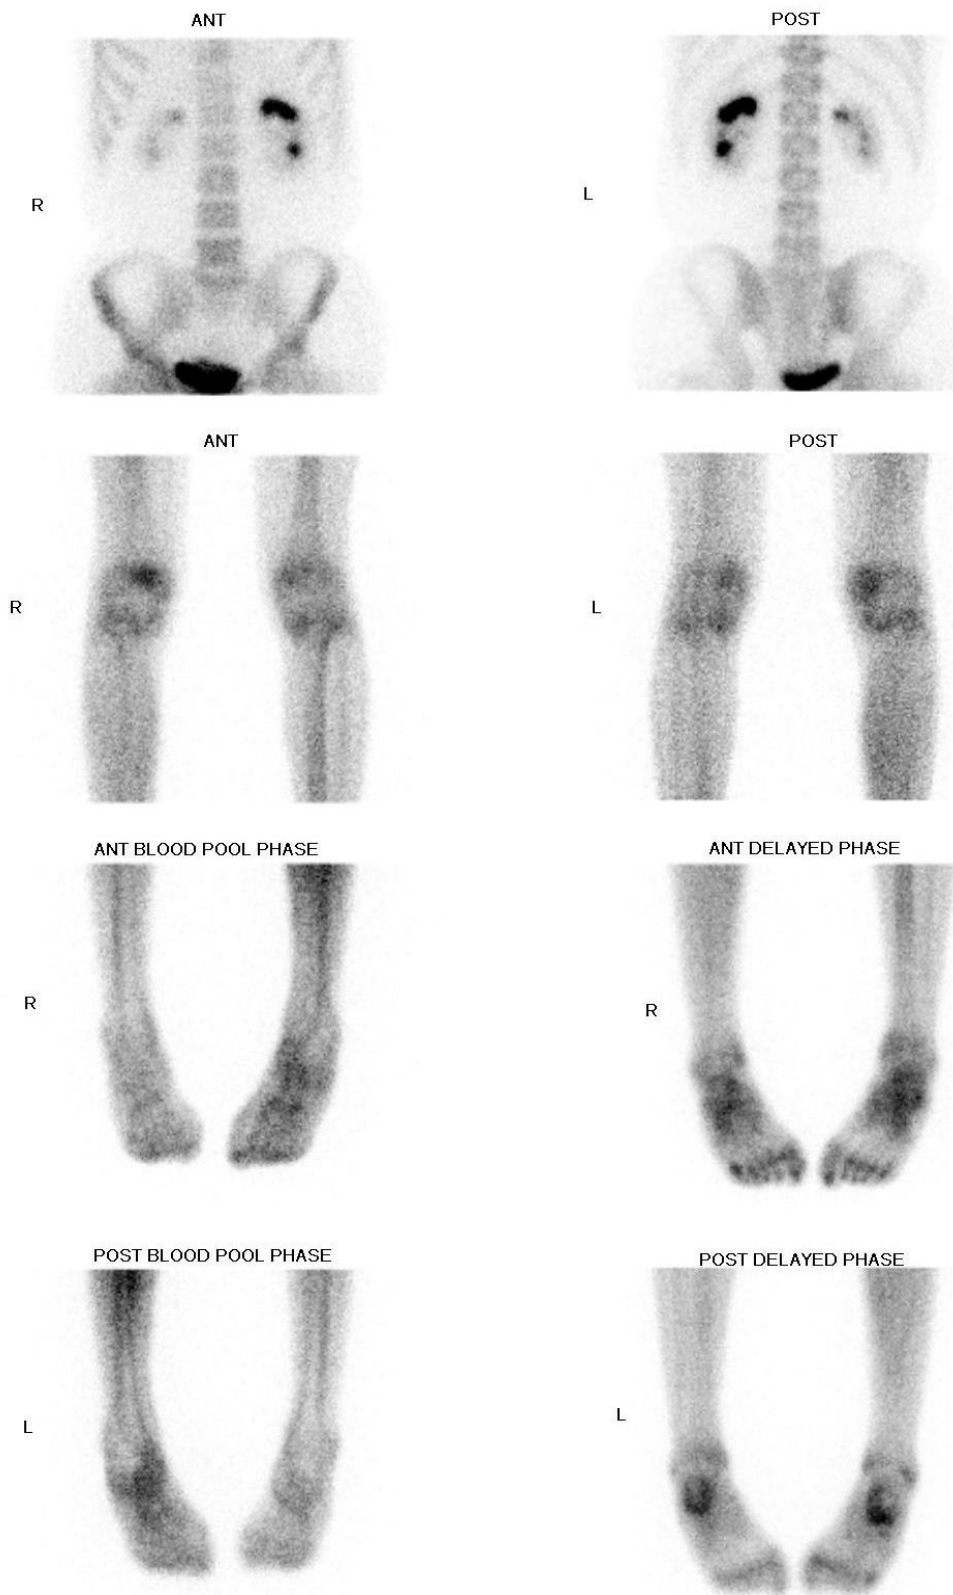 ANT
POST
R
L
ANT
POST
R
L
ANT BLOOD POOL PHASE
ANT DELAYED PHASE
R
R
POST BLOOD POOL PHASE
POST DELAYED PHASE
L
L